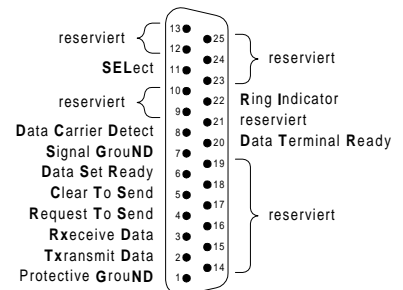 reserviert
SELect
reserviert
Data Carrier Detect
Signal GrouND
Data Set Ready
Clear To Send
Request To Send
Rxeceive Data
Txransmit Data
Protective GrouND
13
12
11
10
9
8
7
6
5
4
3
2
1
25
24
23
22
21
20
19
18
17
16
15
14
reserviert
Ring Indicator
reserviert
Data Terminal Ready
reserviert